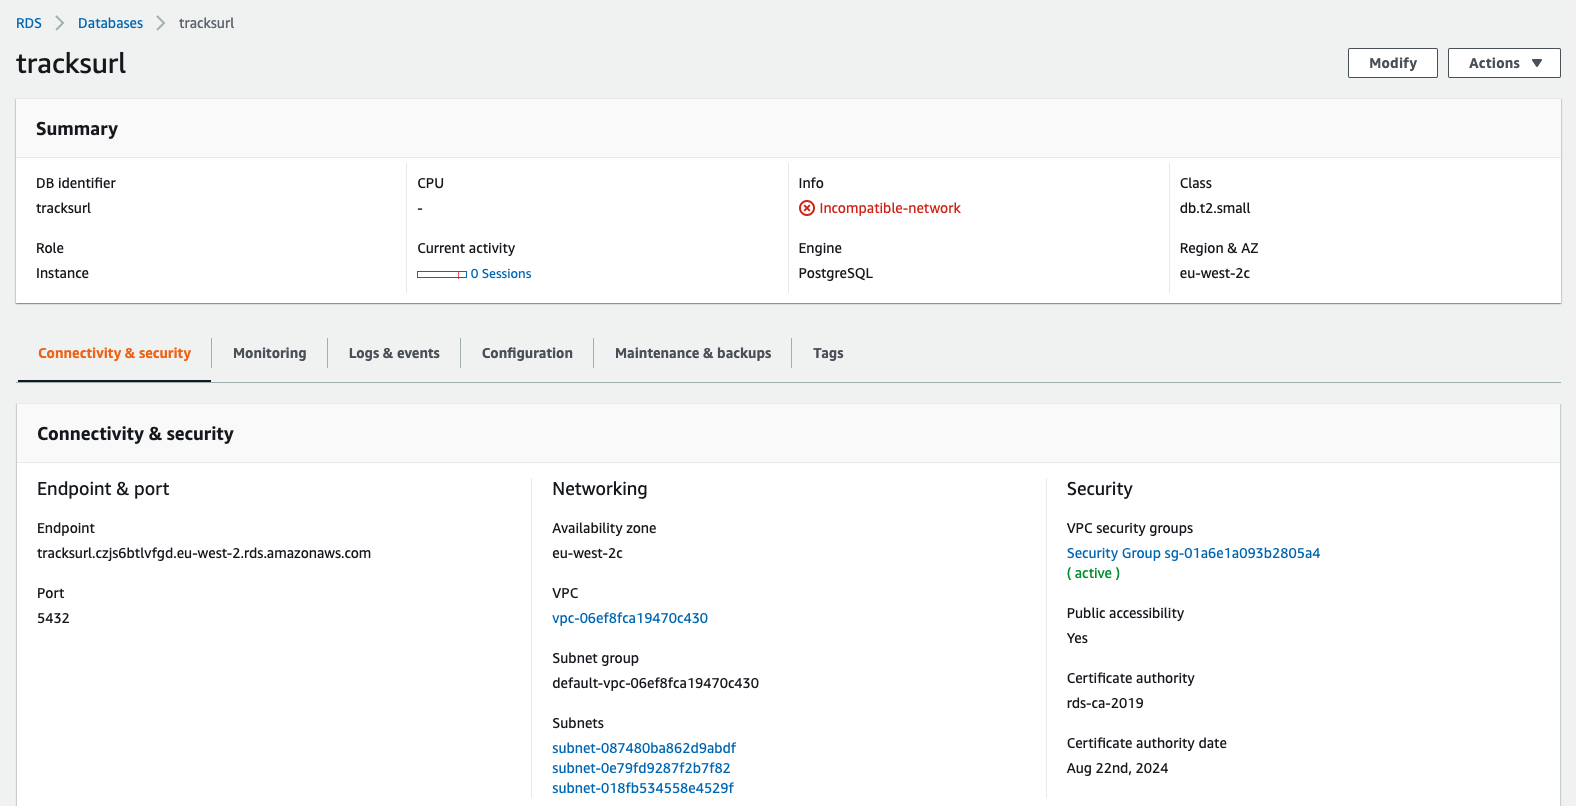 RDS > Databases > tracksurl
tracksurl
Modify
Actions ▼
Summary
DB identifier
tracksurl
CPU
-
Info
Incompatible-network
Class
db.t2.small
Role
Instance
Current activity
0 Sessions
Engine
PostgreSQL
Region & AZ
eu-west-2c
Connectivity & security
Monitoring
Logs & events
Configuration
Maintenance & backups
Tags
Connectivity & security
Endpoint & port
Endpoint
tracksurl.czjs6btlvfgd.eu-west-2.rds.amazonaws.com
Port
5432
Networking
Availability zone
eu-west-2c
VPC
vpc-06ef8fca19470c430
Subnet group
default-vpc-06ef8fca19470c430
Subnets
subnet-087480ba862d9abdf
subnet-0e79fd9287f2b7f82
subnet-018fb534558e4529f
Security
VPC security groups
Security Group sg-01a6e1a093b2805a4
( active )
Public accessibility
Yes
Certificate authority
rds-ca-2019
Certificate authority date
Aug 22nd, 2024